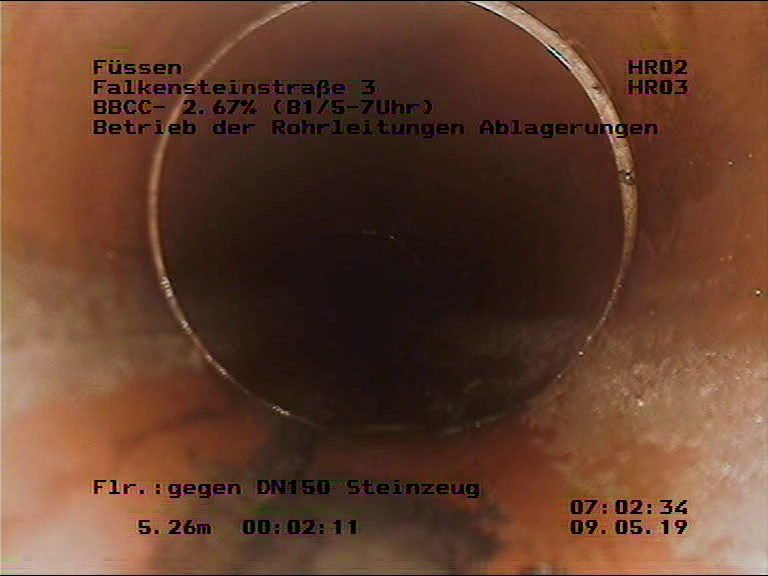 Füssen HR02
Falkensteinstraße 3 HR03
BBCC- 2.67% (B1/5-7Uhr)
Betrieb der Rohrleitungen Ablagerungen
Flr.:gegen DN150 Steinzeug
07:02:34
5.26m 00:02:11 09.05.19